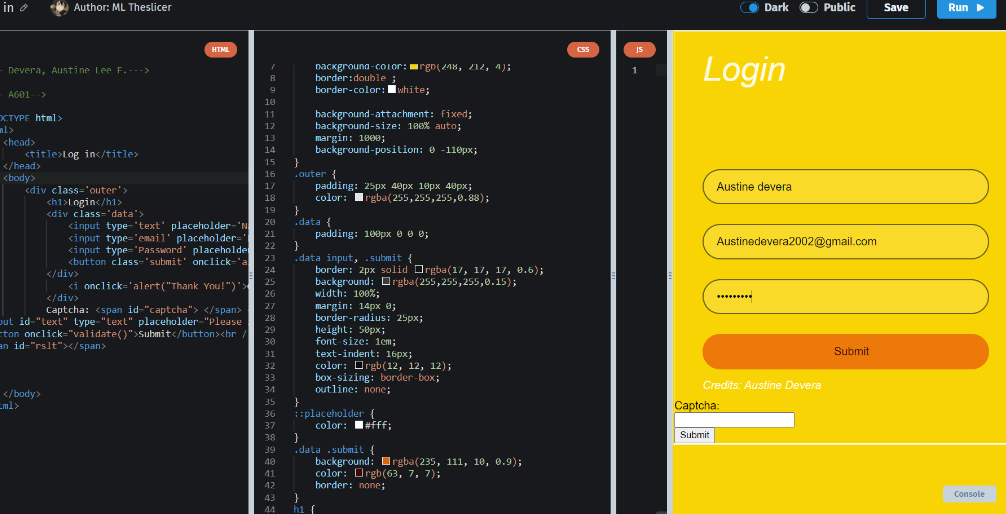 in
Author: ML Theslicer
Dark
Public
Save
Run
HTML
Devera, Austine Lee F.--->
A601-->
OCTYPE html>
ml>
<head>
<title>Log in</title>
</head>
<body>
<div class='outer'>
<h1>Login</h1>
<div class='data'>
<input type='text' placeholder='Na
<input type='email' placeholder='
<input type='Password' placeholde
<button class='submit' onclick='a
</div>
<i onclick='alert("Thank You!")'>
</div>
Captcha: <span id="captcha"> </span>
out id="text" type="text" placeholder="Please
tton onclick="validate()">Submit</button><br /
an id="rslt"></span>
</body>
ml>
CSS
7 background-color: rgb(248, 212, 4);
8 border:double ;
9 border-color: white;
10
11 background-attachment: fixed;
12 background-size: 100% auto;
13 margin: 1000;
14 background-position: 0 -110px;
15 }
16 .outer {
17 padding: 25px 40px 10px 40px;
18 color: rgba(255,255,255,0.88);
19 }
20 .data {
21 padding: 100px 0 0 0;
22 }
23 .data input, .submit {
24 border: 2px solid rgba(17, 17, 17, 0.6);
25 background: rgba(255,255,255,0.15);
26 width: 100%;
27 margin: 14px 0;
28 border-radius: 25px;
29 height: 50px;
30 font-size: 1em;
31 text-indent: 16px;
32 color: rgb(12, 12, 12);
33 box-sizing: border-box;
34 outline: none;
35 }
36 ::placeholder {
37 color: #fff;
38 }
39 .data .submit {
40 background: rgba(235, 111, 10, 0.9);
41 color: rgb(63, 7, 7);
42 border: none;
43 }
44 h1 {
JS
1
Login
Austine devera
Austinedevera2002@gmail.com
•••••••••
Submit
Credits: Austine Devera
Captcha:
Submit
Console